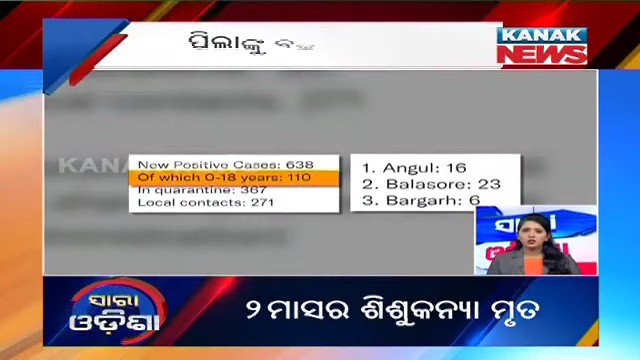 ପିଲାଙ୍କୁ
KANAK
NEWS
New Positive Cases: 638
Of which 0-18 years: 110
In quarantine: 367
Local contacts: 271
1. Angul: 16
2. Balasore: 23
3. Bargarh: 6
ସାରା
ଓଡ଼ିଶା
୨ ମାସର ଶିଶୁକନ୍ୟା ମୃତ